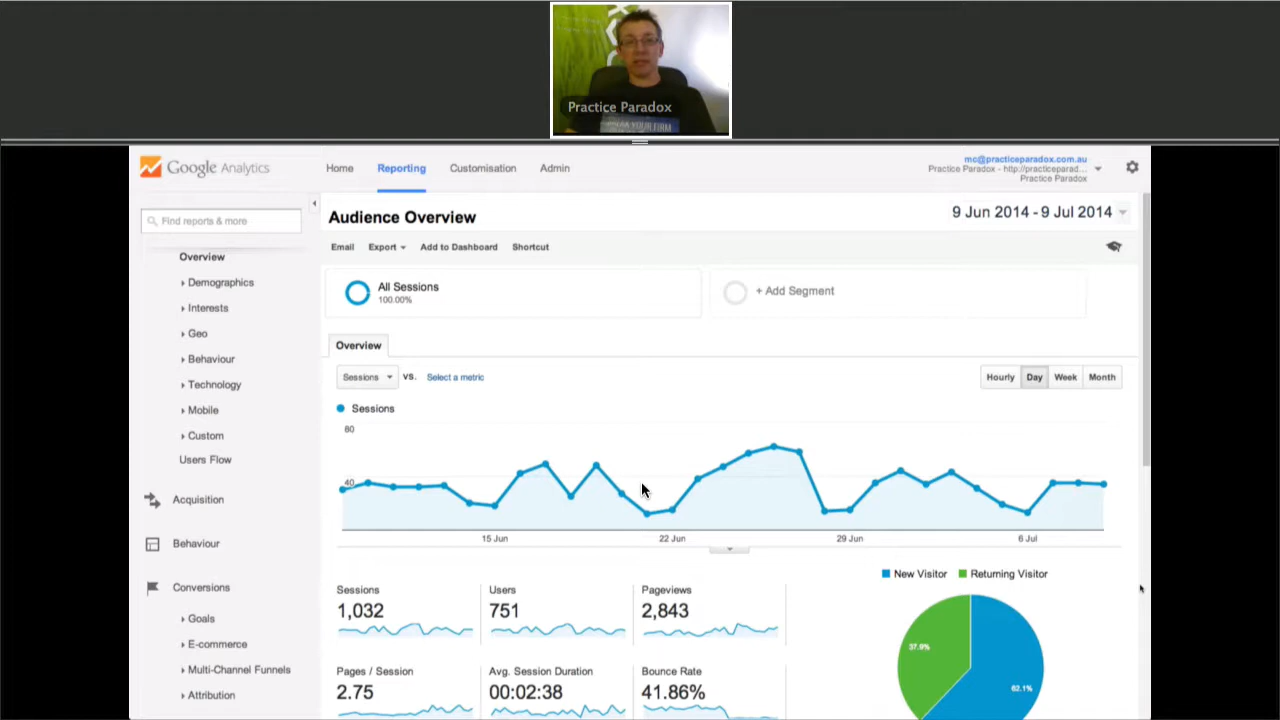 Practice Paradox
Google Analytics
Home
Reporting
Customisation
Admin
mc@practiceparadox.com.au
Practice Paradox - http://practiceparad...
Practice Paradox
Find reports & more
Audience Overview
9 Jun 2014 - 9 Jul 2014
Email
Export
Add to Dashboard
Shortcut
Overview
Demographics
Interests
Geo
Behaviour
Technology
Mobile
Custom
Users Flow
Acquisition
Behaviour
Conversions
Goals
E-commerce
Multi-Channel Funnels
Attribution
All Sessions
100.00%
+ Add Segment
Overview
Sessions
VS.
Select a metric
Hourly
Day
Week
Month
Sessions
80
40
15 Jun
22 Jun
29 Jun
6 Jul
Sessions
1,032
Users
751
Pageviews
2,843
Pages / Session
2.75
Avg. Session Duration
00:02:38
Bounce Rate
41.86%
New Visitor
Returning Visitor
37.9%
62.1%